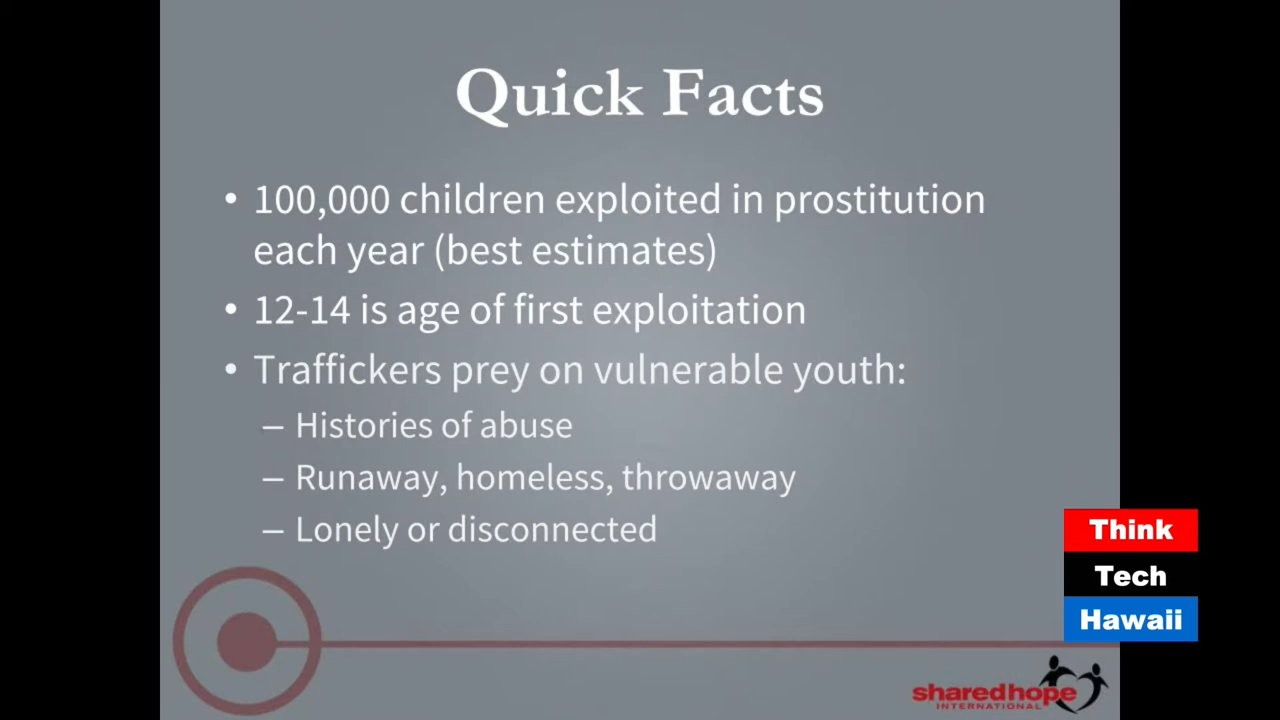 Quick Facts
• 100,000 children exploited in prostitution
each year (best estimates)
• 12-14 is age of first exploitation
• Traffickers prey on vulnerable youth:
– Histories of abuse
– Runaway, homeless, throwaway
– Lonely or disconnected
Think
Tech
Hawaii
sharedhope
INTERNATIONAL